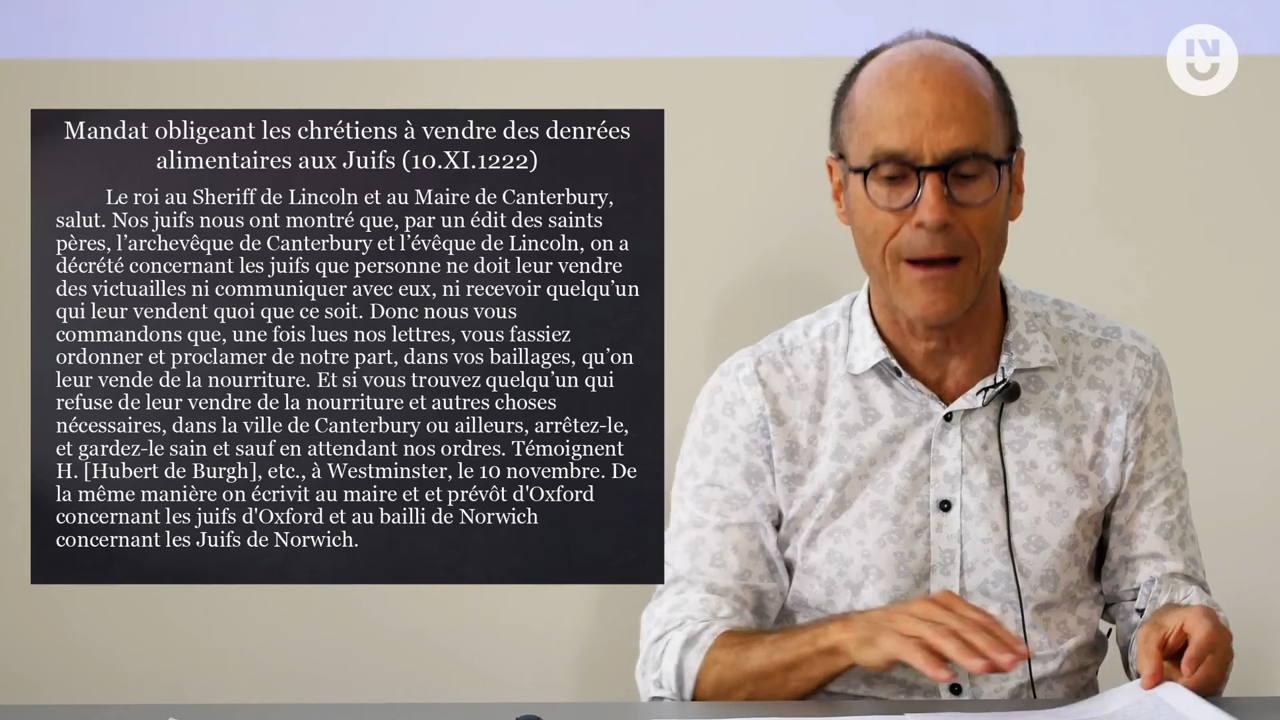 Mandat obligeant les chrétiens à vendre des denrées
alimentaires aux Juifs (10.XI.1222)
Le roi au Sheriff de Lincoln et au Maire de Canterbury,
salut. Nos juifs nous ont montré que, par un édit des saints
pères, l’archevêque de Canterbury et l’évêque de Lincoln, on a
décrété concernant les juifs que personne ne doit leur vendre
des victuailles ni communiquer avec eux, ni recevoir quelqu’un
qui leur vendent quoi que ce soit. Donc nous vous
commandons que, une fois lues nos lettres, vous fassiez
ordonner et proclamer de notre part, dans vos baillages, qu’on
leur vende de la nourriture. Et si vous trouvez quelqu’un qui
refuse de leur vendre de la nourriture et autres choses
nécessaires, dans la ville de Canterbury ou ailleurs, arrêtez-le,
et gardez-le sain et sauf en attendant nos ordres. Témoignent
H. [Hubert de Burgh], etc., à Westminster, le 10 novembre. De
la même manière on écrivit au maire et et prévôt d'Oxford
concernant les juifs d'Oxford et au bailli de Norwich
concernant les Juifs de Norwich.
IN
U